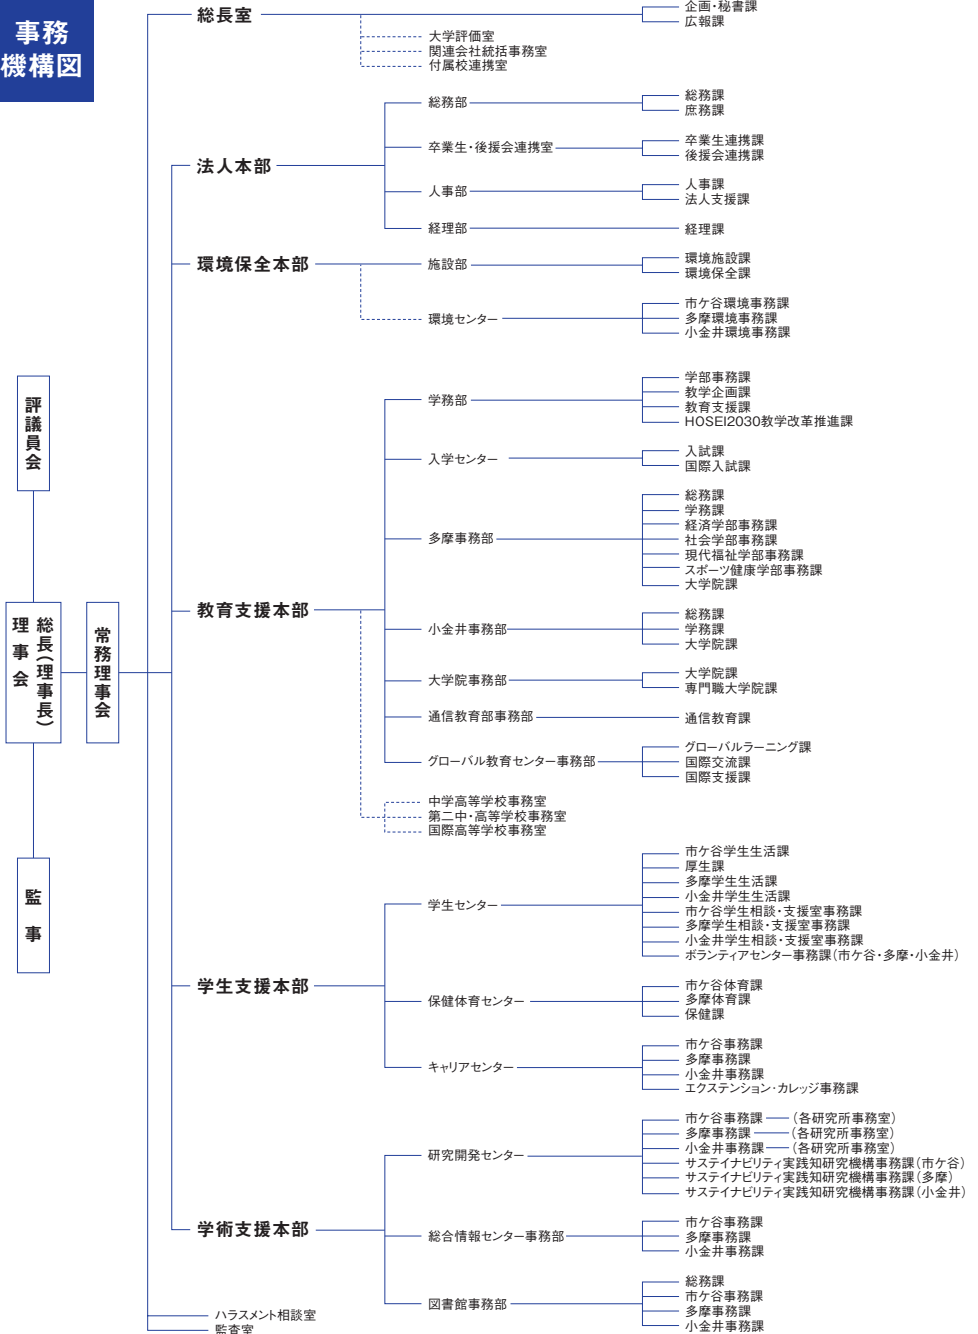 事務
機構図
評議員会
総長(理事長)
理事会
常務理事会
監事
総長室
企画・秘書課
広報課
大学評価室
関連会社統括事務室
付属校連携室
法人本部
総務部
総務課
庶務課
卒業生・後援会連携室
卒業生連携課
後援会連携課
人事部
人事課
法人支援課
経理部
経理課
環境保全本部
施設部
環境施設課
環境保全課
環境センター
市ケ谷環境事務課
多摩環境事務課
小金井環境事務課
教育支援本部
学務部
学部事務課
教学企画課
教育支援課
HOSEI2030教学改革推進課
入学センター
入試課
国際入試課
多摩事務部
総務課
学務課
経済学部事務課
社会学部事務課
現代福祉学部事務課
スポーツ健康学部事務課
大学院課
小金井事務部
総務課
学務課
大学院課
大学院事務部
大学院課
専門職大学院課
通信教育部事務部
通信教育課
グローバル教育センター事務部
グローバルラーニング課
国際交流課
国際支援課
中学高等学校事務室
第二中・高等学校事務室
国際高等学校事務室
学生支援本部
学生センター
市ケ谷学生生活課
厚生課
多摩学生生活課
小金井学生生活課
市ケ谷学生相談・支援室事務課
多摩学生相談・支援室事務課
小金井学生相談・支援室事務課
ボランティアセンター事務課(市ケ谷・多摩・小金井)
保健体育センター
市ケ谷体育課
多摩体育課
保健課
キャリアセンター
市ケ谷事務課
多摩事務課
小金井事務課
エクステンション・カレッジ事務課
学術支援本部
研究開発センター
市ケ谷事務課 (各研究所事務室)
多摩事務課 (各研究所事務室)
小金井事務課 (各研究所事務室)
サステイナビリティ実践知研究機構事務課(市ケ谷)
サステイナビリティ実践知研究機構事務課(多摩)
サステイナビリティ実践知研究機構事務課(小金井)
総合情報センター事務部
市ケ谷事務課
多摩事務課
小金井事務課
図書館事務部
総務課
市ケ谷事務課
多摩事務課
小金井事務課
ハラスメント相談室
監査室